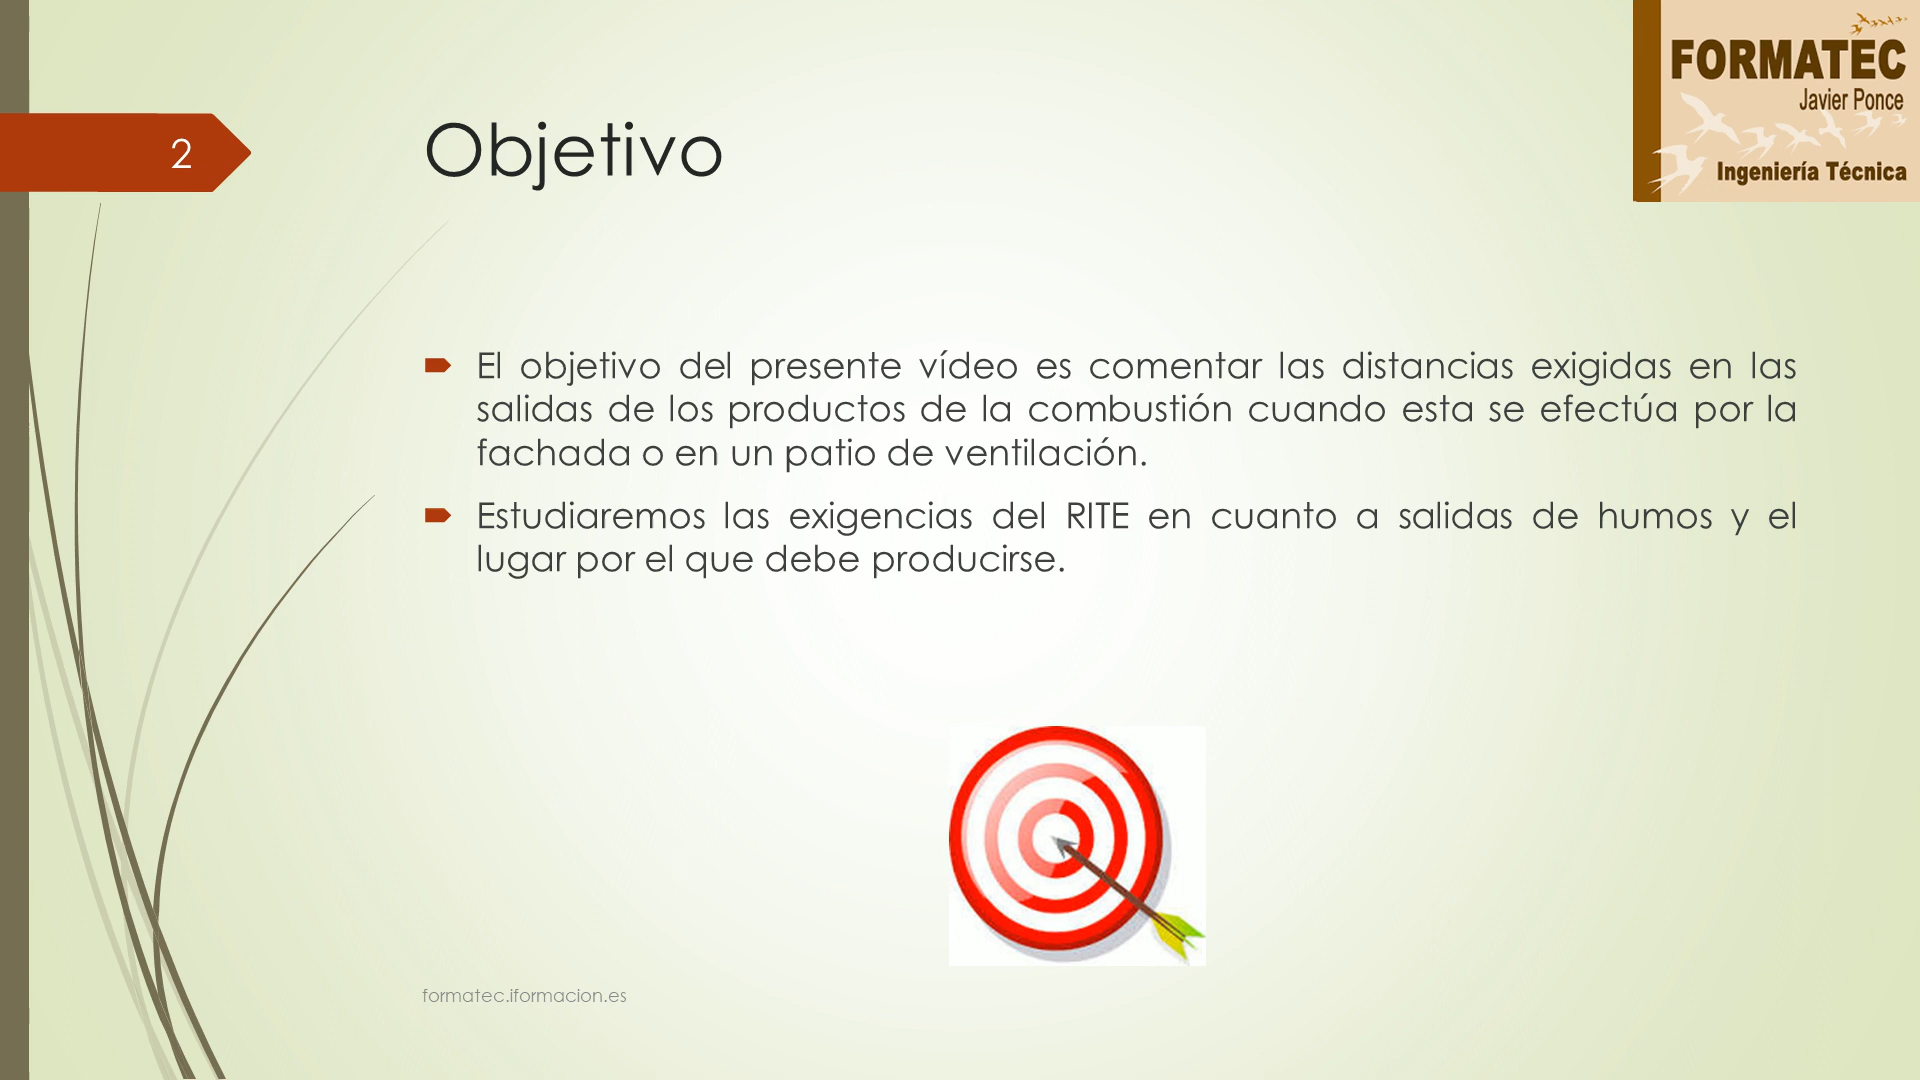 2
Objetivo
FORMATEC
Javier Ponce
Ingeniería Técnica
El objetivo del presente vídeo es comentar las distancias exigidas en las
salidas de los productos de la combustión cuando esta se efectúa por la
fachada o en un patio de ventilación.
Estudiaremos las exigencias del RITE en cuanto a salidas de humos y el
lugar por el que debe producirse.
formatec.iformacion.es